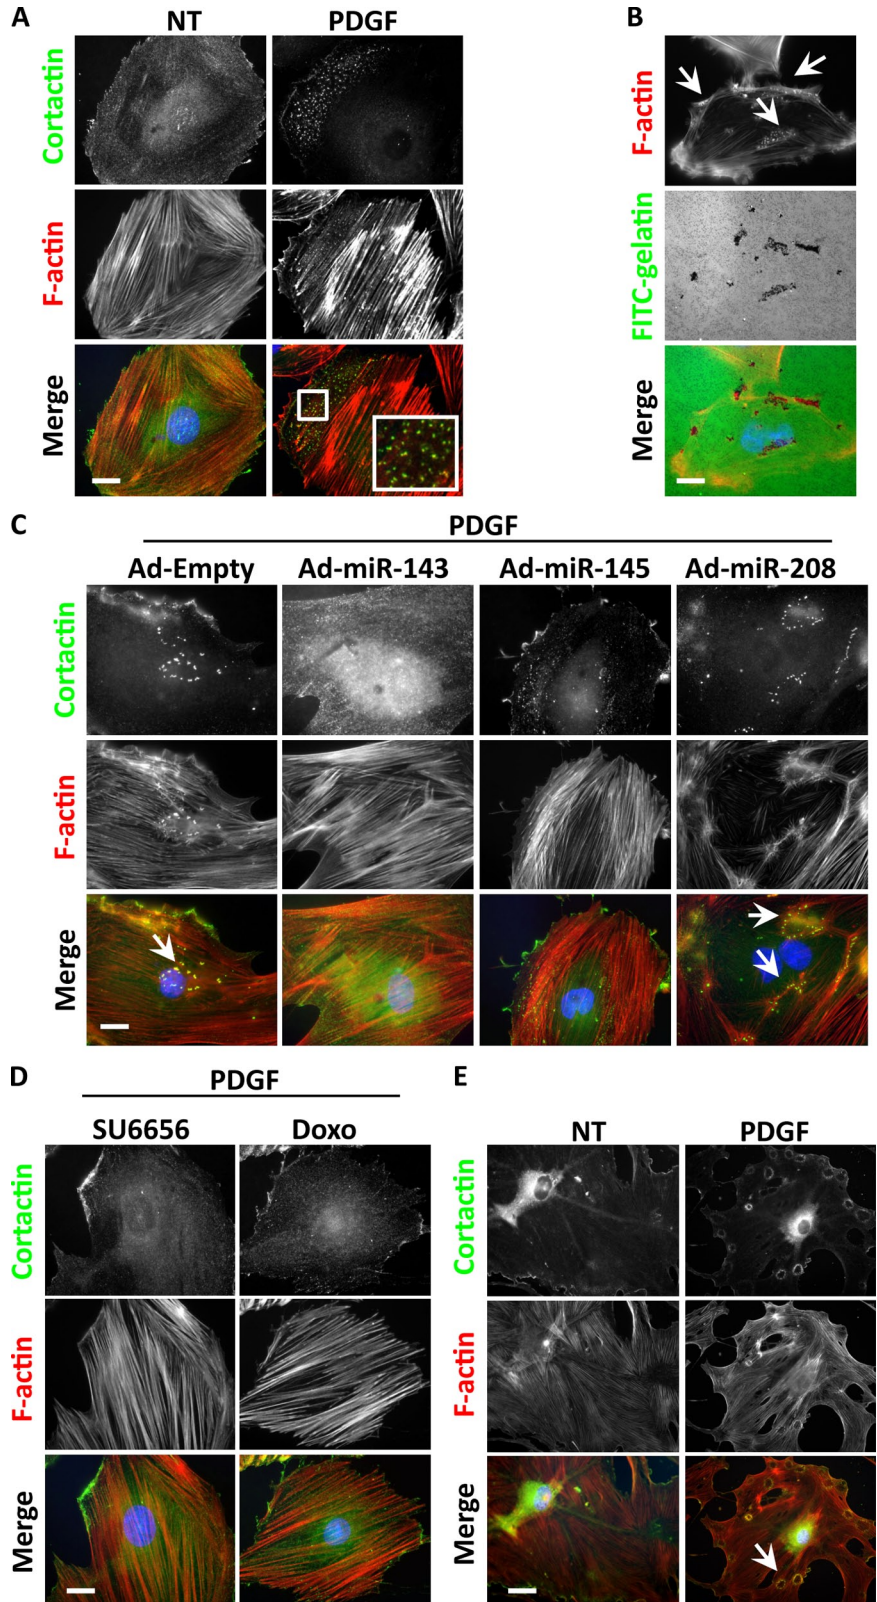 A
NT PDGF
Cortactin
F-actin
Merge
B
F-actin
FITC-gelatin
Merge
C
PDGF
Ad-Empty Ad-miR-143 Ad-miR-145 Ad-miR-208
Cortactin
F-actin
Merge
D
PDGF
SU6656 Doxo
Cortactin
F-actin
Merge
E
NT PDGF
Cortactin
F-actin
Merge